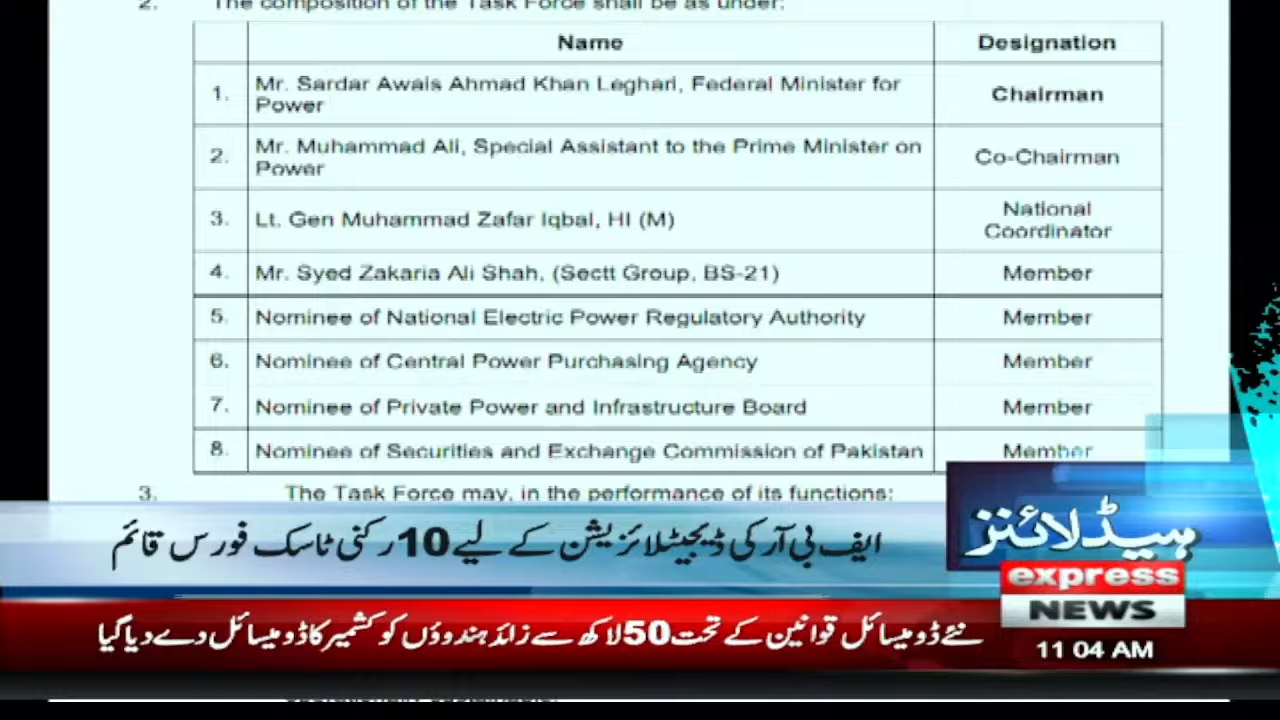 2. The composition of the Task Force shall be as under:
Name Designation
1. Mr. Sardar Awais Ahmad Khan Leghari, Federal Minister for
Power
Chairman
2. Mr. Muhammad Ali, Special Assistant to the Prime Minister on
Power
Co-Chairman
3. Lt. Gen Muhammad Zafar Iqbal, HI (M)
National
Coordinator
4. Mr. Syed Zakaria Ali Shah, (Sectt Group, BS-21) Member
5. Nominee of National Electric Power Regulatory Authority Member
6. Nominee of Central Power Purchasing Agency Member
7. Nominee of Private Power and Infrastructure Board Member
8. Nominee of Securities and Exchange Commission of Pakistan Member
3. The Task Force may, in the performance of its functions:
ایف بی آر کی ڈیجیٹلائزیشن کے لیے 10 رکنی ٹاسک فورس قائم
ہیڈلائنز
express
NEWS
11 04 AM
نئے ڈومیسائل قوانین کے تحت 50 لاکھ سے زائد ہندوؤں کو کشمیر کا ڈومیسائل دے دیا گیا